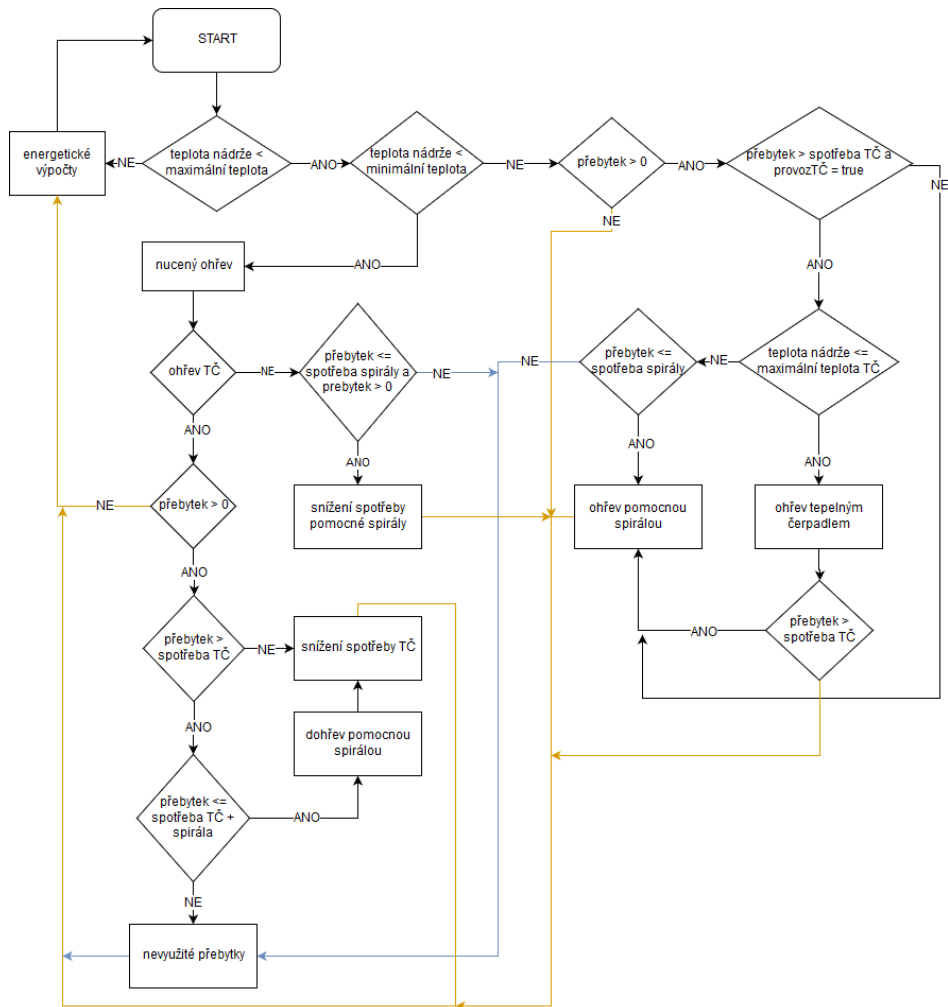 START
energetické
výpočty
NE
teplota nádrže <
maximální teplota
ANO
teplota nádrže <
minimální teplota
NE
přebytek > 0
ANO
přebytek > spotřeba TČ a
provozTČ = true
NE
NE
ANO
nucený ohřev
ANO
ohřev TČ
NE
přebytek <=
spotřeba spirály a
prebytek > 0
NE
NE
přebytek <=
spotřeba spirály
NE
teplota nádrže <=
maximální teplota TČ
ANO
ANO
ANO
ANO
NE
přebytek > 0
snížení spotřeby
pomocné spirály
ohřev pomocnou
spirálou
ohřev tepelným
čerpadlem
ANO
přebytek >
spotřeba TČ
NE
snížení spotřeby TČ
ANO
přebytek >
spotřeba TČ
ANO
dohřev pomocnou
spirálou
přebytek <=
spotřeba TČ +
spirála
ANO
NE
nevyužité přebytky